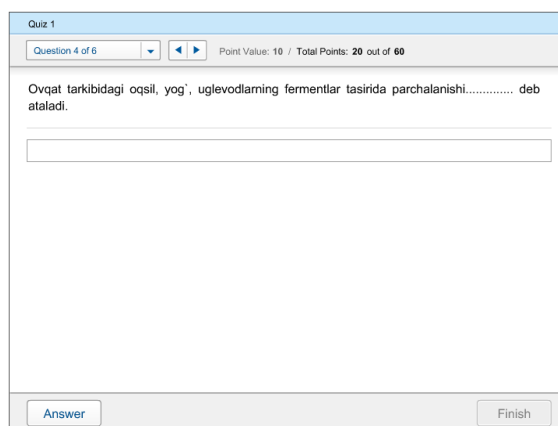 Quiz 1
Question 4 of 6 Point Value: 10 / Total Points: 20 out of 60
Ovqat tarkibidagi oqsil, yog`, uglevodlarning fermentlar tasirida parchalanishi.............. deb
ataladi.
Answer Finish